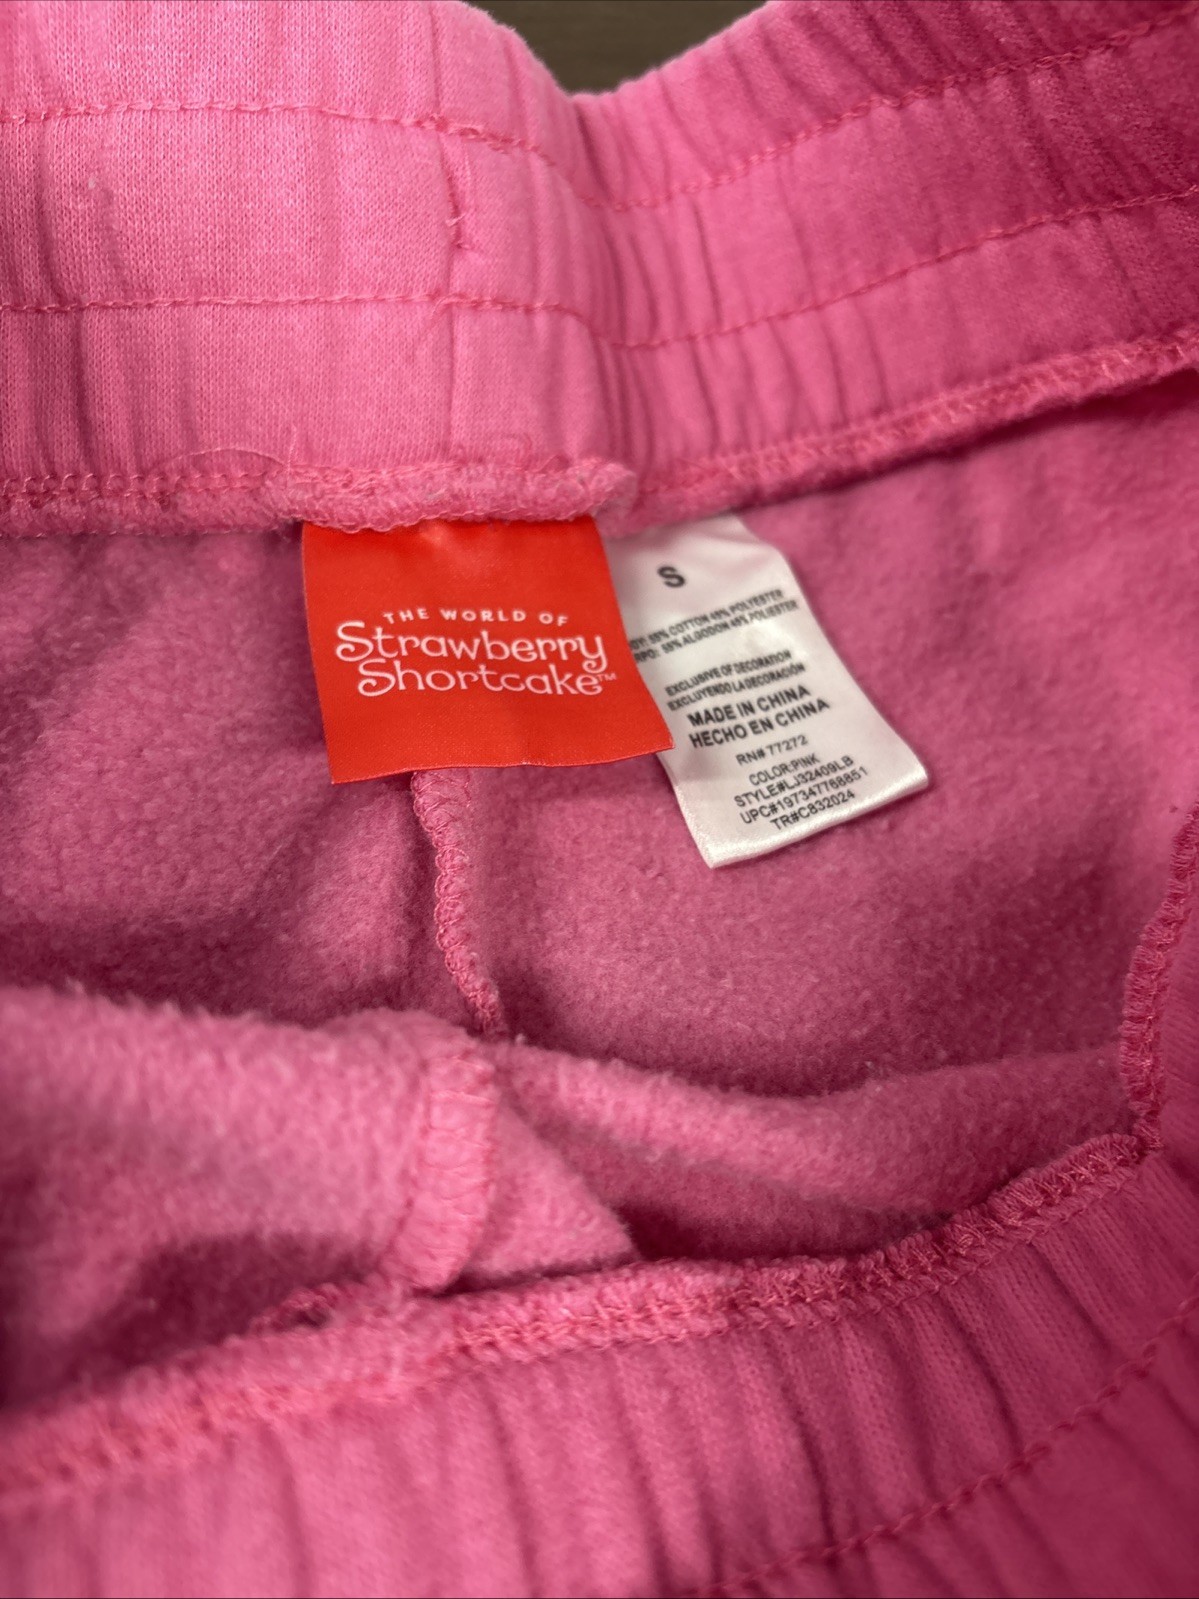 THE WORLD OF
Strawberry
Shortcake™
S
55% COTTON 45% POLYESTER
55% ALGODON 45% POLIESTER
EXCLUSIVE OF DECORATION
EXCLUYENDO LA DECORACIÓN
MADE IN CHINA
HECHO EN CHINA
RN# 77272
COLOR:PINK
STYLE#LJ32409LB
UPC#197347768851
TR#C832024